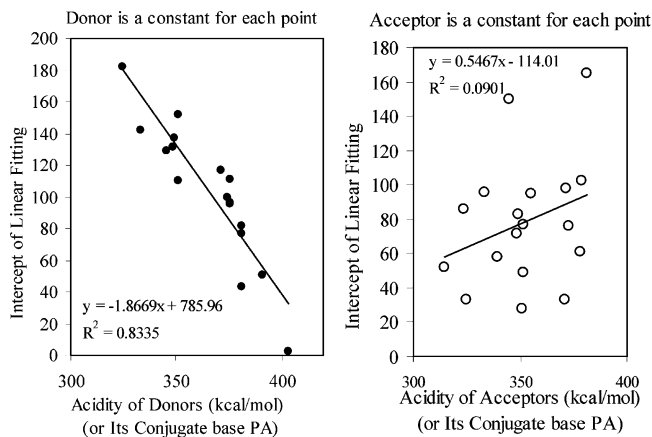 Donor is a constant for each point
200
180
160
140
120
100
80
60
40
20
0
Intercept of Linear Fitting
y = -1.8669x + 785.96
R² = 0.8335
300
350
400
Acidity of Donors (kcal/mol)
(or Its Conjugate base PA)
Acceptor is a constant for each point
180
160
140
120
100
80
60
40
20
0
Intercept of Linear Fitting
y = 0.5467x - 114.01
R² = 0.0901
300
350
400
Acidity of Acceptors (kcal/mol)
(or Its Conjugate base PA)